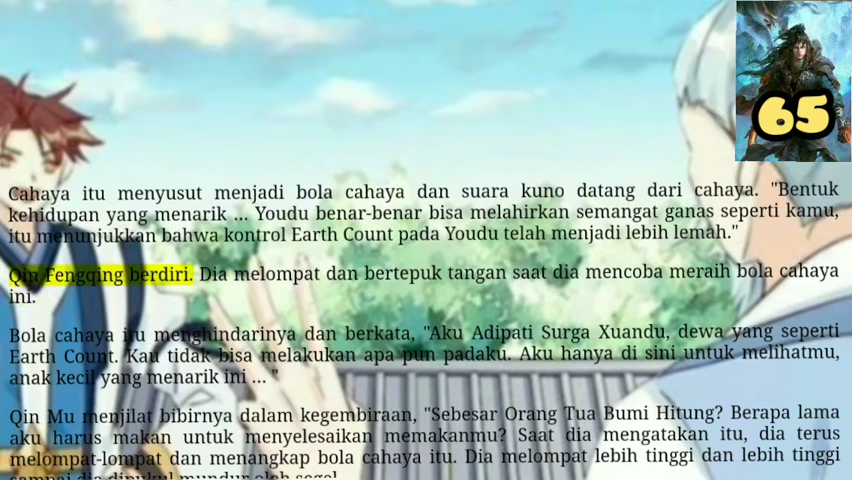 65
Cahaya itu menyusut menjadi bola cahaya dan suara kuno datang dari cahaya. "Bentuk
kehidupan yang menarik ... Youdu benar-benar bisa melahirkan semangat ganas seperti kamu,
itu menunjukkan bahwa kontrol Earth Count pada Youdu telah menjadi lebih lemah."
Qin Fengqing berdiri. Dia melompat dan bertepuk tangan saat dia mencoba meraih bola cahaya
ini.
Bola cahaya itu menghindarinya dan berkata, "Aku Adipati Surga Xuandu, dewa yang seperti
Earth Count. Kau tidak bisa melakukan apa pun padaku. Aku hanya di sini untuk melihatmu,
anak kecil yang menarik ini ... "
Qin Mu menjilat bibirnya dalam kegembiraan, "Sebesar Orang Tua Bumi Hitung? Berapa lama
aku harus makan untuk menyelesaikan memakanmu? Saat dia mengatakan itu, dia terus
melompat-lompat dan menangkap bola cahaya itu. Dia melompat lebih tinggi dan lebih tinggi
sampai dia dipukul mundur oleh segel.